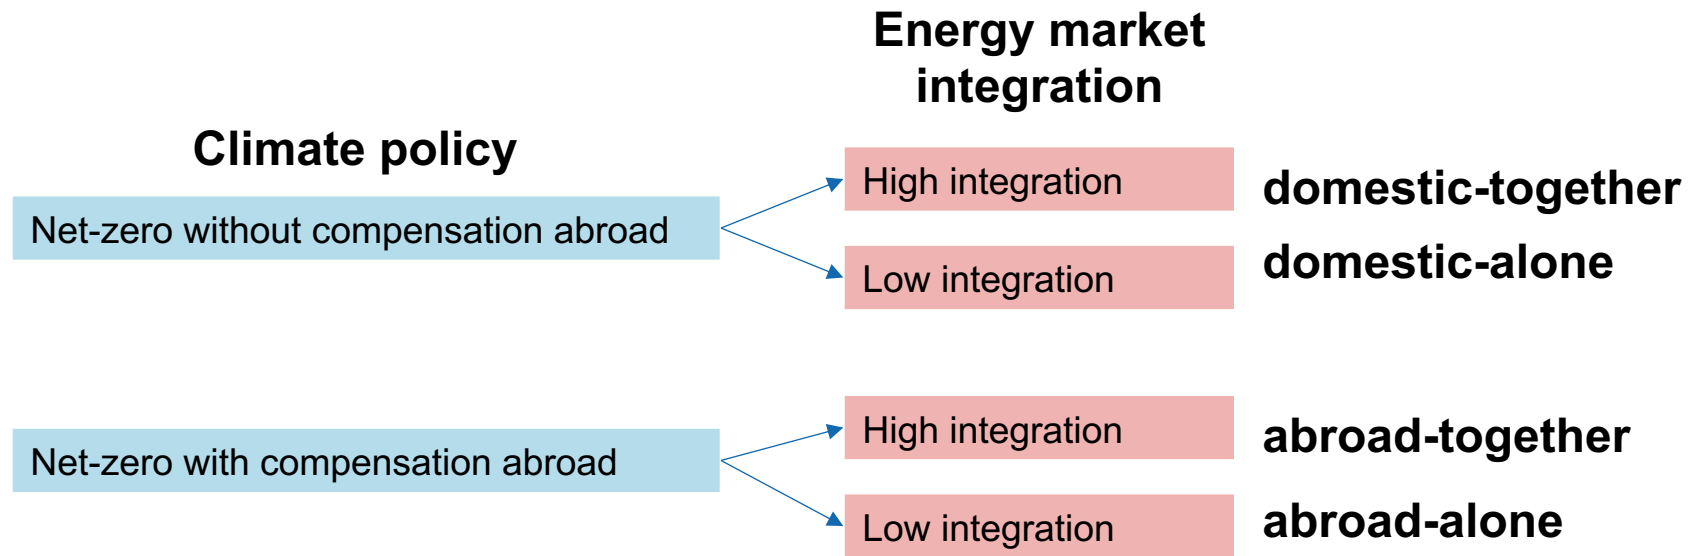 Energy market
integration
Climate policy
High integration
domestic-together
Net-zero without compensation abroad
Low integration
domestic-alone
High integration
abroad-together
Net-zero with compensation abroad
Low integration
abroad-alone